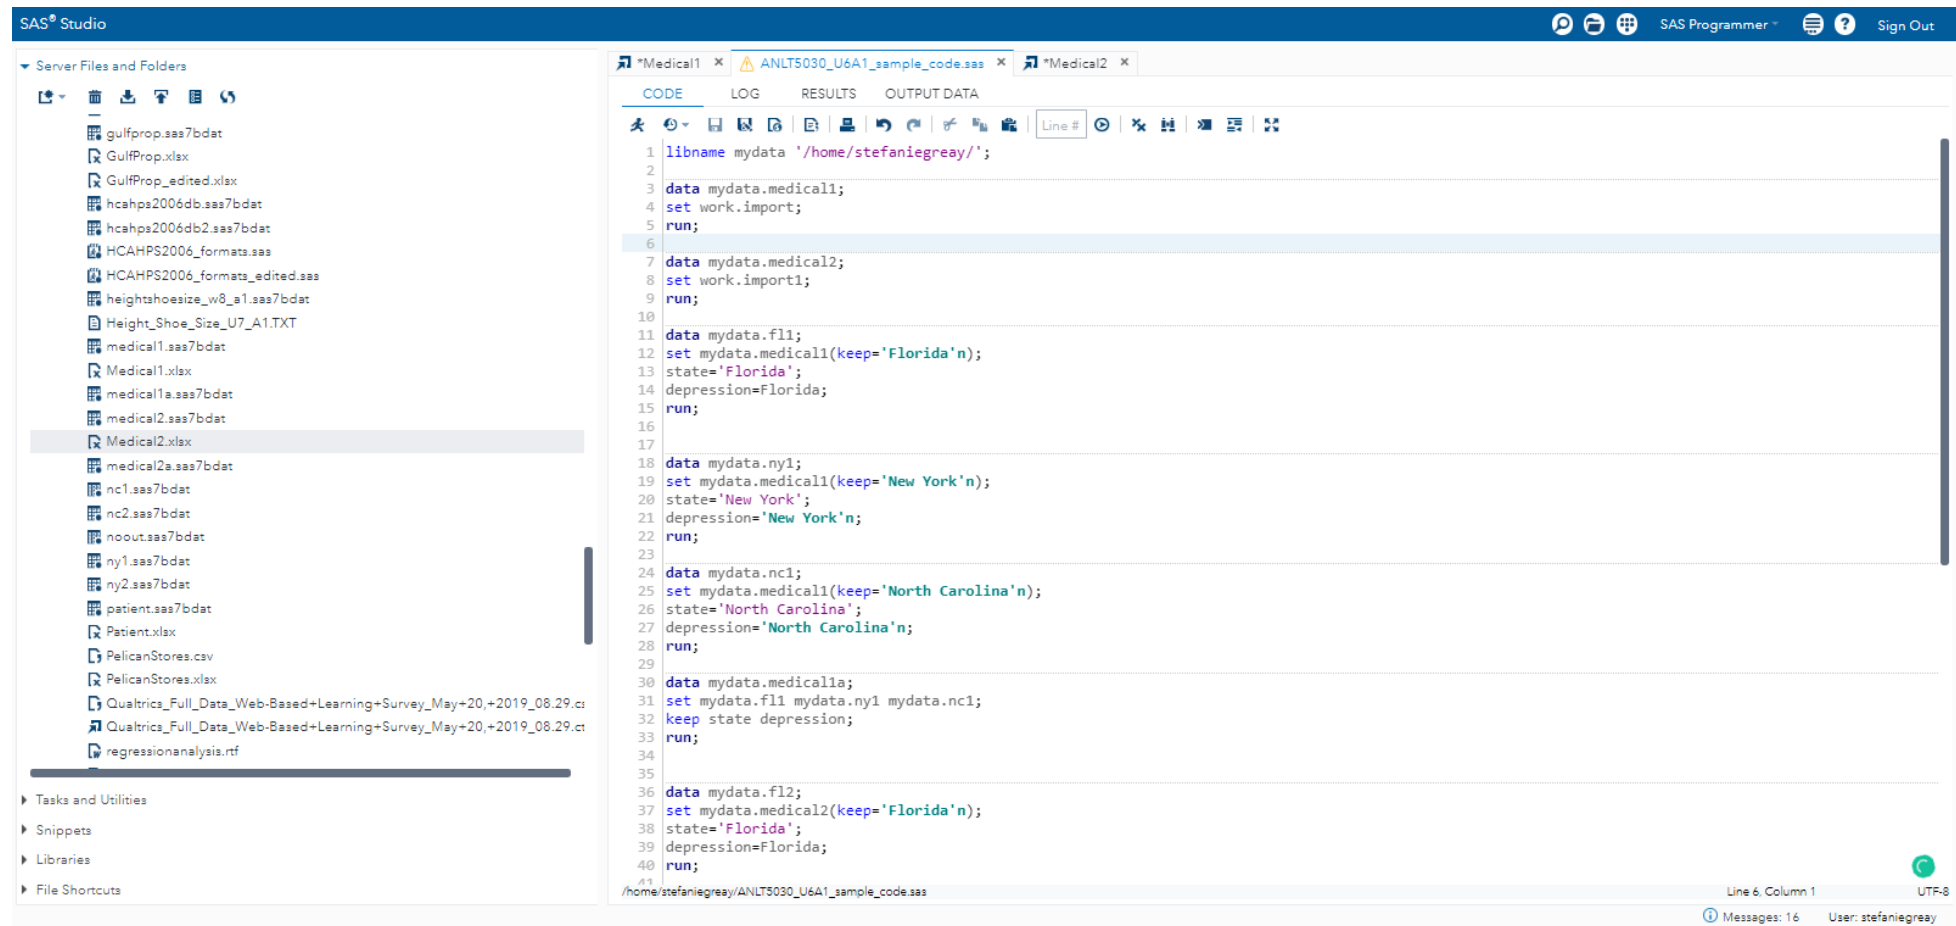 SAS® Studio
SAS Programmer
Sign Out
Server Files and Folders
gulfprop.sas7bdat
GulfProp.xlsx
GulfProp_edited.xlsx
hcahps2006db.sas7bdat
hcahps2006db2.sas7bdat
HCAHPS2006_formats.sas
HCAHPS2006_formats_edited.sas
heightshoesize_w8_a1.sas7bdat
Height_Shoe_Size_U7_A1.TXT
medical1.sas7bdat
Medical1.xlsx
medical1a.sas7bdat
medical2.sas7bdat
Medical2.xlsx
medical2a.sas7bdat
nc1.sas7bdat
nc2.sas7bdat
noout.sas7bdat
ny1.sas7bdat
ny2.sas7bdat
patient.sas7bdat
Patient.xlsx
PelicanStores.csv
PelicanStores.xlsx
Qualtrics_Full_Data_Web-Based+Learning+Survey_May+20,+2019_08.29.cs
Qualtrics_Full_Data_Web-Based+Learning+Survey_May+20,+2019_08.29.ct
regressionanalysis.rtf
Tasks and Utilities
Snippets
Libraries
File Shortcuts
*Medical1 × ANLT5030_U6A1_sample_code.sas × *Medical2 ×
CODE LOG RESULTS OUTPUT DATA
Line #
1 libname mydata '/home/stefaniegreay/';
2
3 data mydata.medical1;
4 set work.import;
5 run;
6
7 data mydata.medical2;
8 set work.import1;
9 run;
10
11 data mydata.fl1;
12 set mydata.medical1(keep='Florida'n);
13 state='Florida';
14 depression=Florida;
15 run;
16
17
18 data mydata.ny1;
19 set mydata.medical1(keep='New York'n);
20 state='New York';
21 depression='New York'n;
22 run;
23
24 data mydata.nc1;
25 set mydata.medical1(keep='North Carolina'n);
26 state='North Carolina';
27 depression='North Carolina'n;
28 run;
29
30 data mydata.medical1a;
31 set mydata.fl1 mydata.ny1 mydata.nc1;
32 keep state depression;
33 run;
34
35
36 data mydata.fl2;
37 set mydata.medical2(keep='Florida'n);
38 state='Florida';
39 depression=Florida;
40 run;
41
/home/stefaniegreay/ANLT5030_U6A1_sample_code.sas
Line 6, Column 1
UTF-8
Messages: 16
User: stefaniegreay